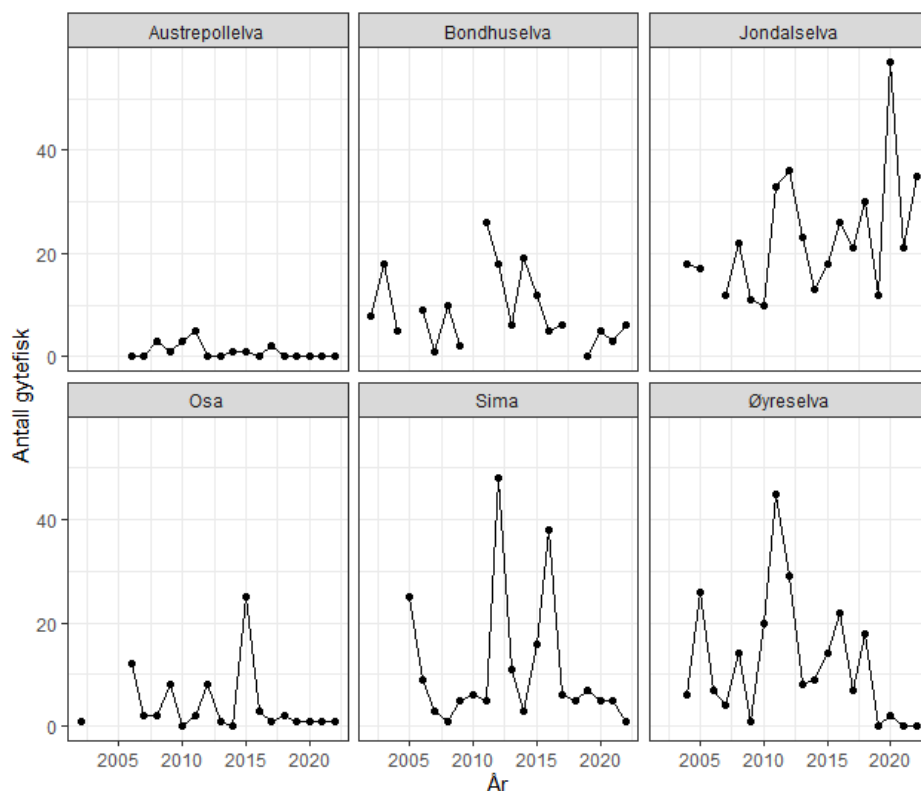 Austrepollelva Bondhuselva Jondalselva
40
20
0
Antall gytefisk
Osa Sima Øyreselva
40
20
0
2005 2010 2015 2020 2005 2010 2015 2020 2005 2010 2015 2020
År